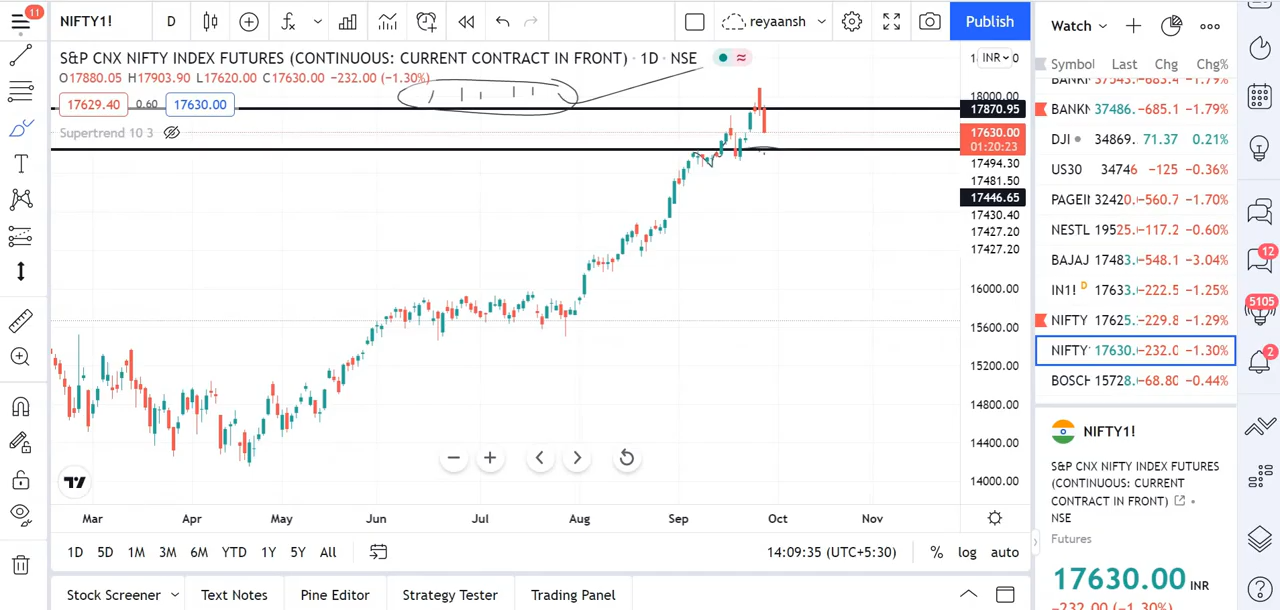 11
NIFTY1!
D
reyaansh
Publish
Watch
S&P CNX NIFTY INDEX FUTURES (CONTINUOUS: CURRENT CONTRACT IN FRONT) · 1D · NSE
INR
O17880.05 H17903.90 L17620.00 C17630.00 −232.00 (−1.30%)
17629.40 0.60 17630.00
Supertrend 10 3
18000.00
17870.95
17630.00
01:20:23
17494.30
17481.50
17446.65
17430.40
17427.20
17427.20
16000.00
15600.00
15200.00
14800.00
14400.00
14000.00
Mar Apr May Jun Jul Aug Sep Oct Nov
1D 5D 1M 3M 6M YTD 1Y 5Y All
14:09:35 (UTC+5:30)
% log auto
Stock Screener
Text Notes
Pine Editor
Strategy Tester
Trading Panel
Symbol Last Chg Chg%
BANKN 37486. −685.1 −1.79%
DJI 34869. 71.37 0.21%
US30 34746 −125 −0.36%
PAGEI 32420. −560.7 −1.70%
NESTL 19525. −117.2 −0.60%
BAJAJ 17483. −548.1 −3.04%
IN1! D 17633. −222.5 −1.25%
NIFTY 17625. −229.8 −1.29%
NIFTY 17630. −232.0 −1.30%
BOSCH 15728. −68.80 −0.44%
NIFTY1!
S&P CNX NIFTY INDEX FUTURES
(CONTINUOUS: CURRENT
CONTRACT IN FRONT)
NSE
Futures
17630.00 INR
−232.00 (−1.30%)
12
5105
2